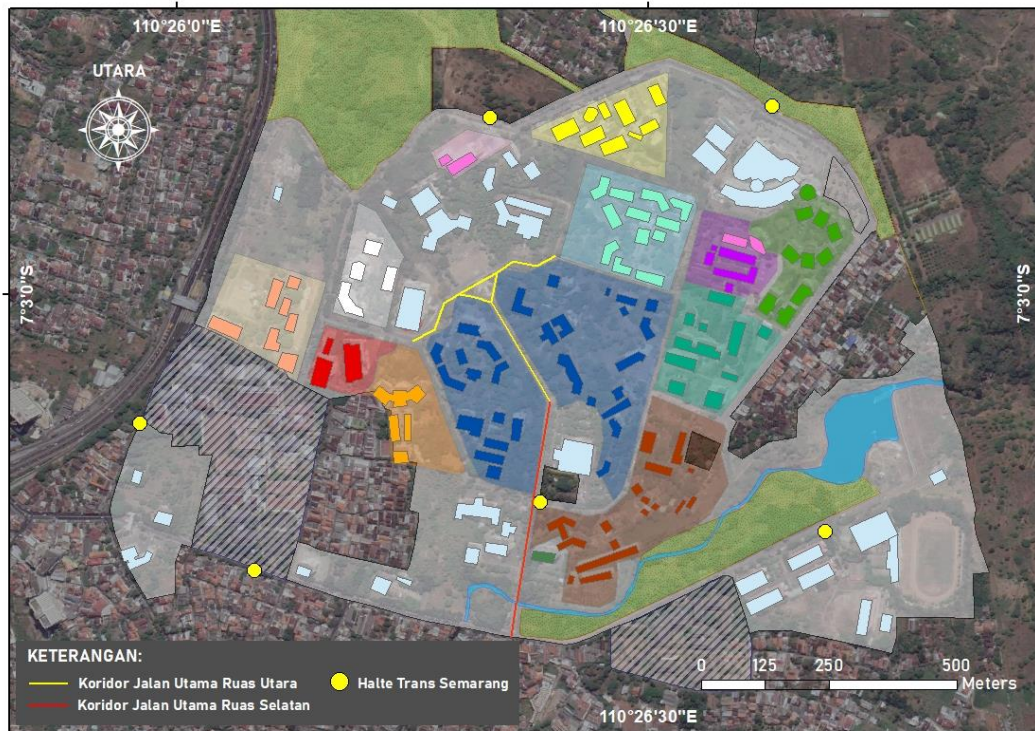 110°26'0"E
110°26'30"E
UTARA
7°3'0"S
7°3'0"S
KETERANGAN:
Koridor Jalan Utama Ruas Utara
Halte Trans Semarang
Koridor Jalan Utama Ruas Selatan
0 125 250 500
Meters
110°26'30"E